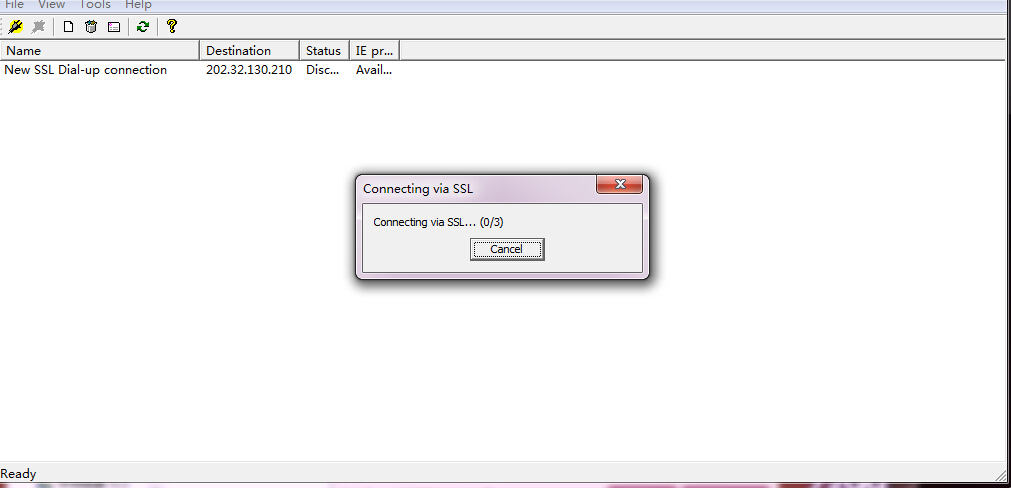 File View Tools Help
Name Destination Status IE pr...
New SSL Dial-up connection 202.32.130.210 Disc... Avail...
Connecting via SSL
Connecting via SSL... (0/3)
Cancel
Ready